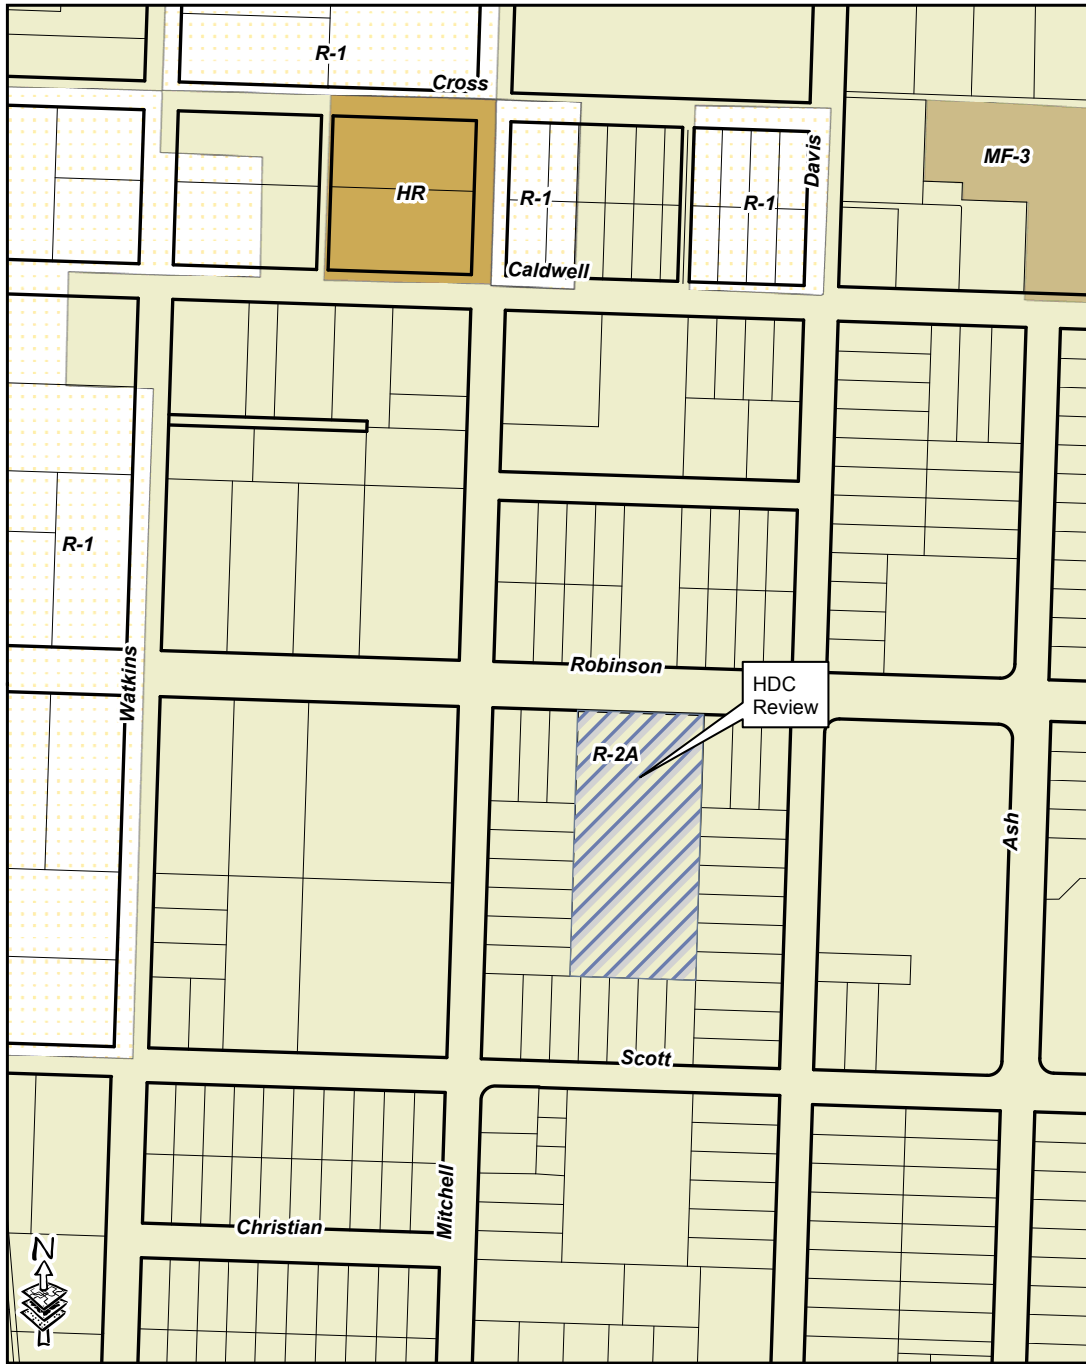 R-1
Cross
Davis
MF-3
HR
R-1
R-1
Caldwell
R-1
Watkins
Robinson
HDC
Review
R-2A
Ash
Scott
Mitchell
Christian
N